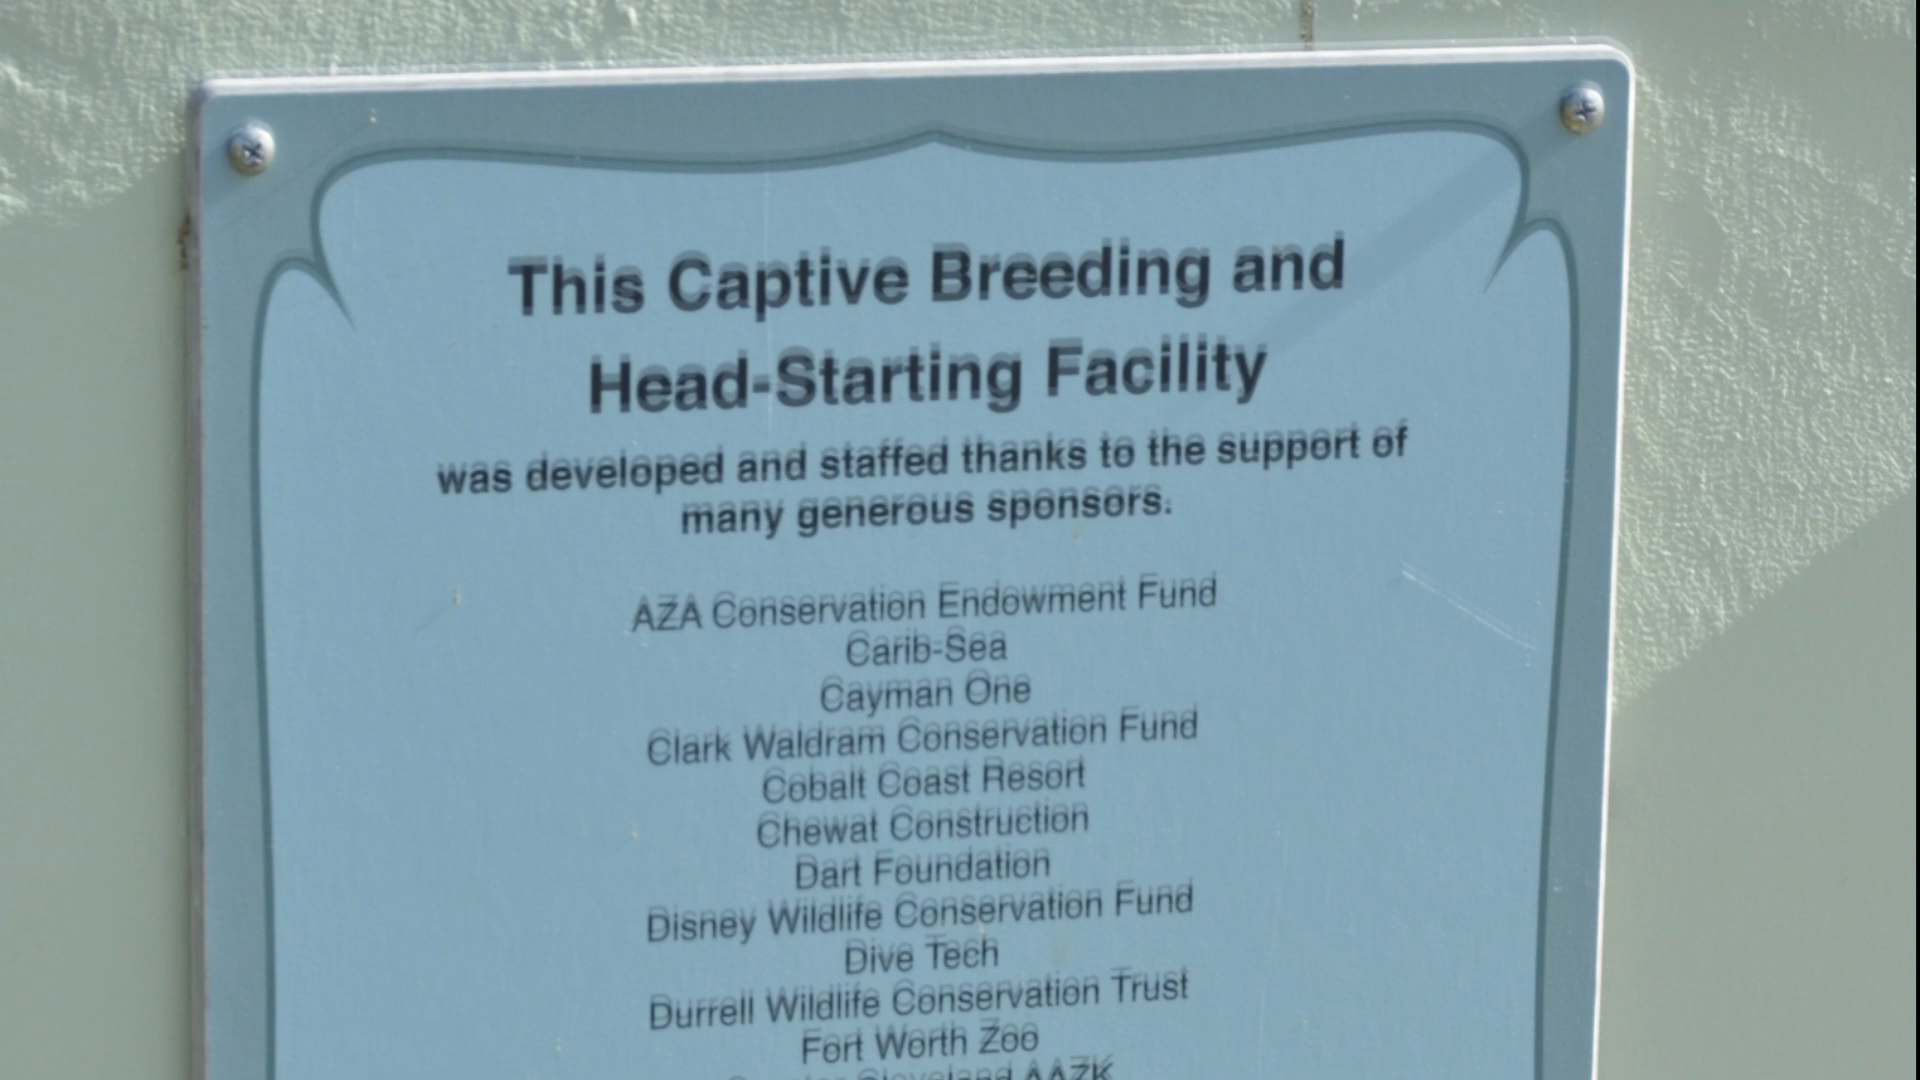 This Captive Breeding and
Head-Starting Facility
was developed and staffed thanks to the support of
many generous sponsors.
AZA Conservation Endowment Fund
Carib-Sea
Cayman One
Clark Waldram Conservation Fund
Cobalt Coast Resort
Chewat Construction
Dart Foundation
Disney Wildlife Conservation Fund
Dive Tech
Durrell Wildlife Conservation Trust
Fort Worth Zoo
Cleveland AAZK